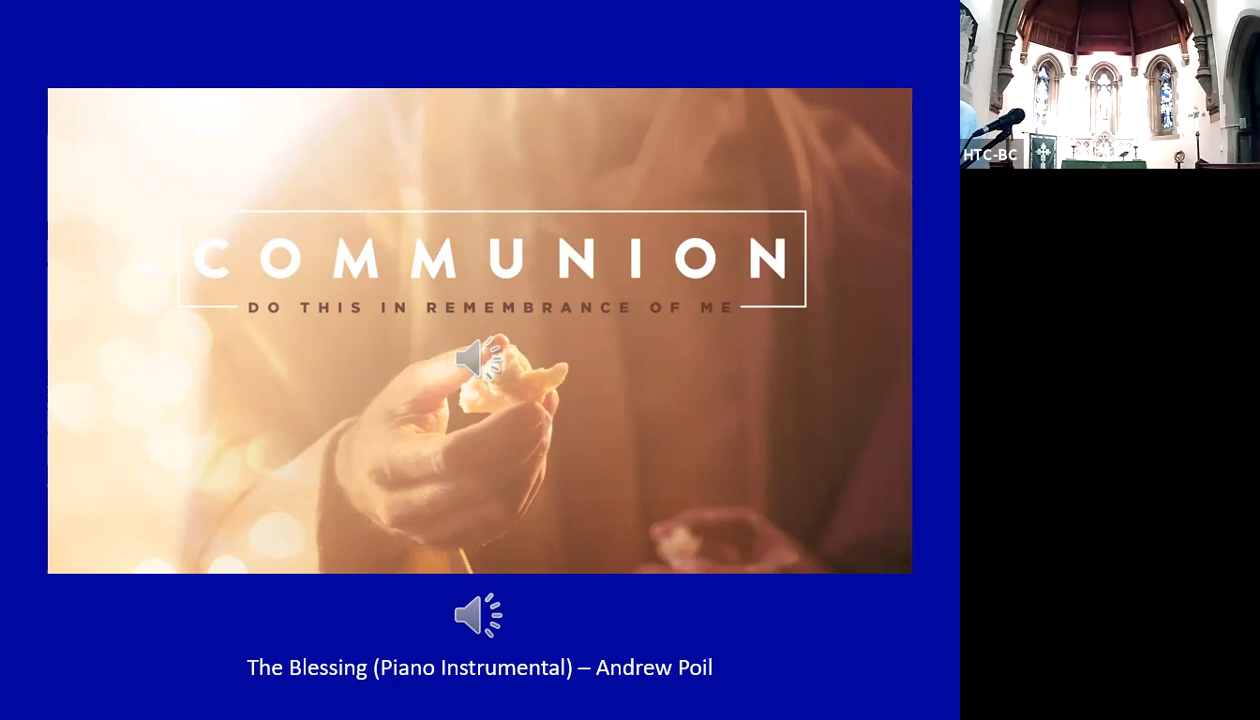 COMMUNION
DO THIS IN REMEMBRANCE OF ME
The Blessing (Piano Instrumental) – Andrew Poil
HTC-BC